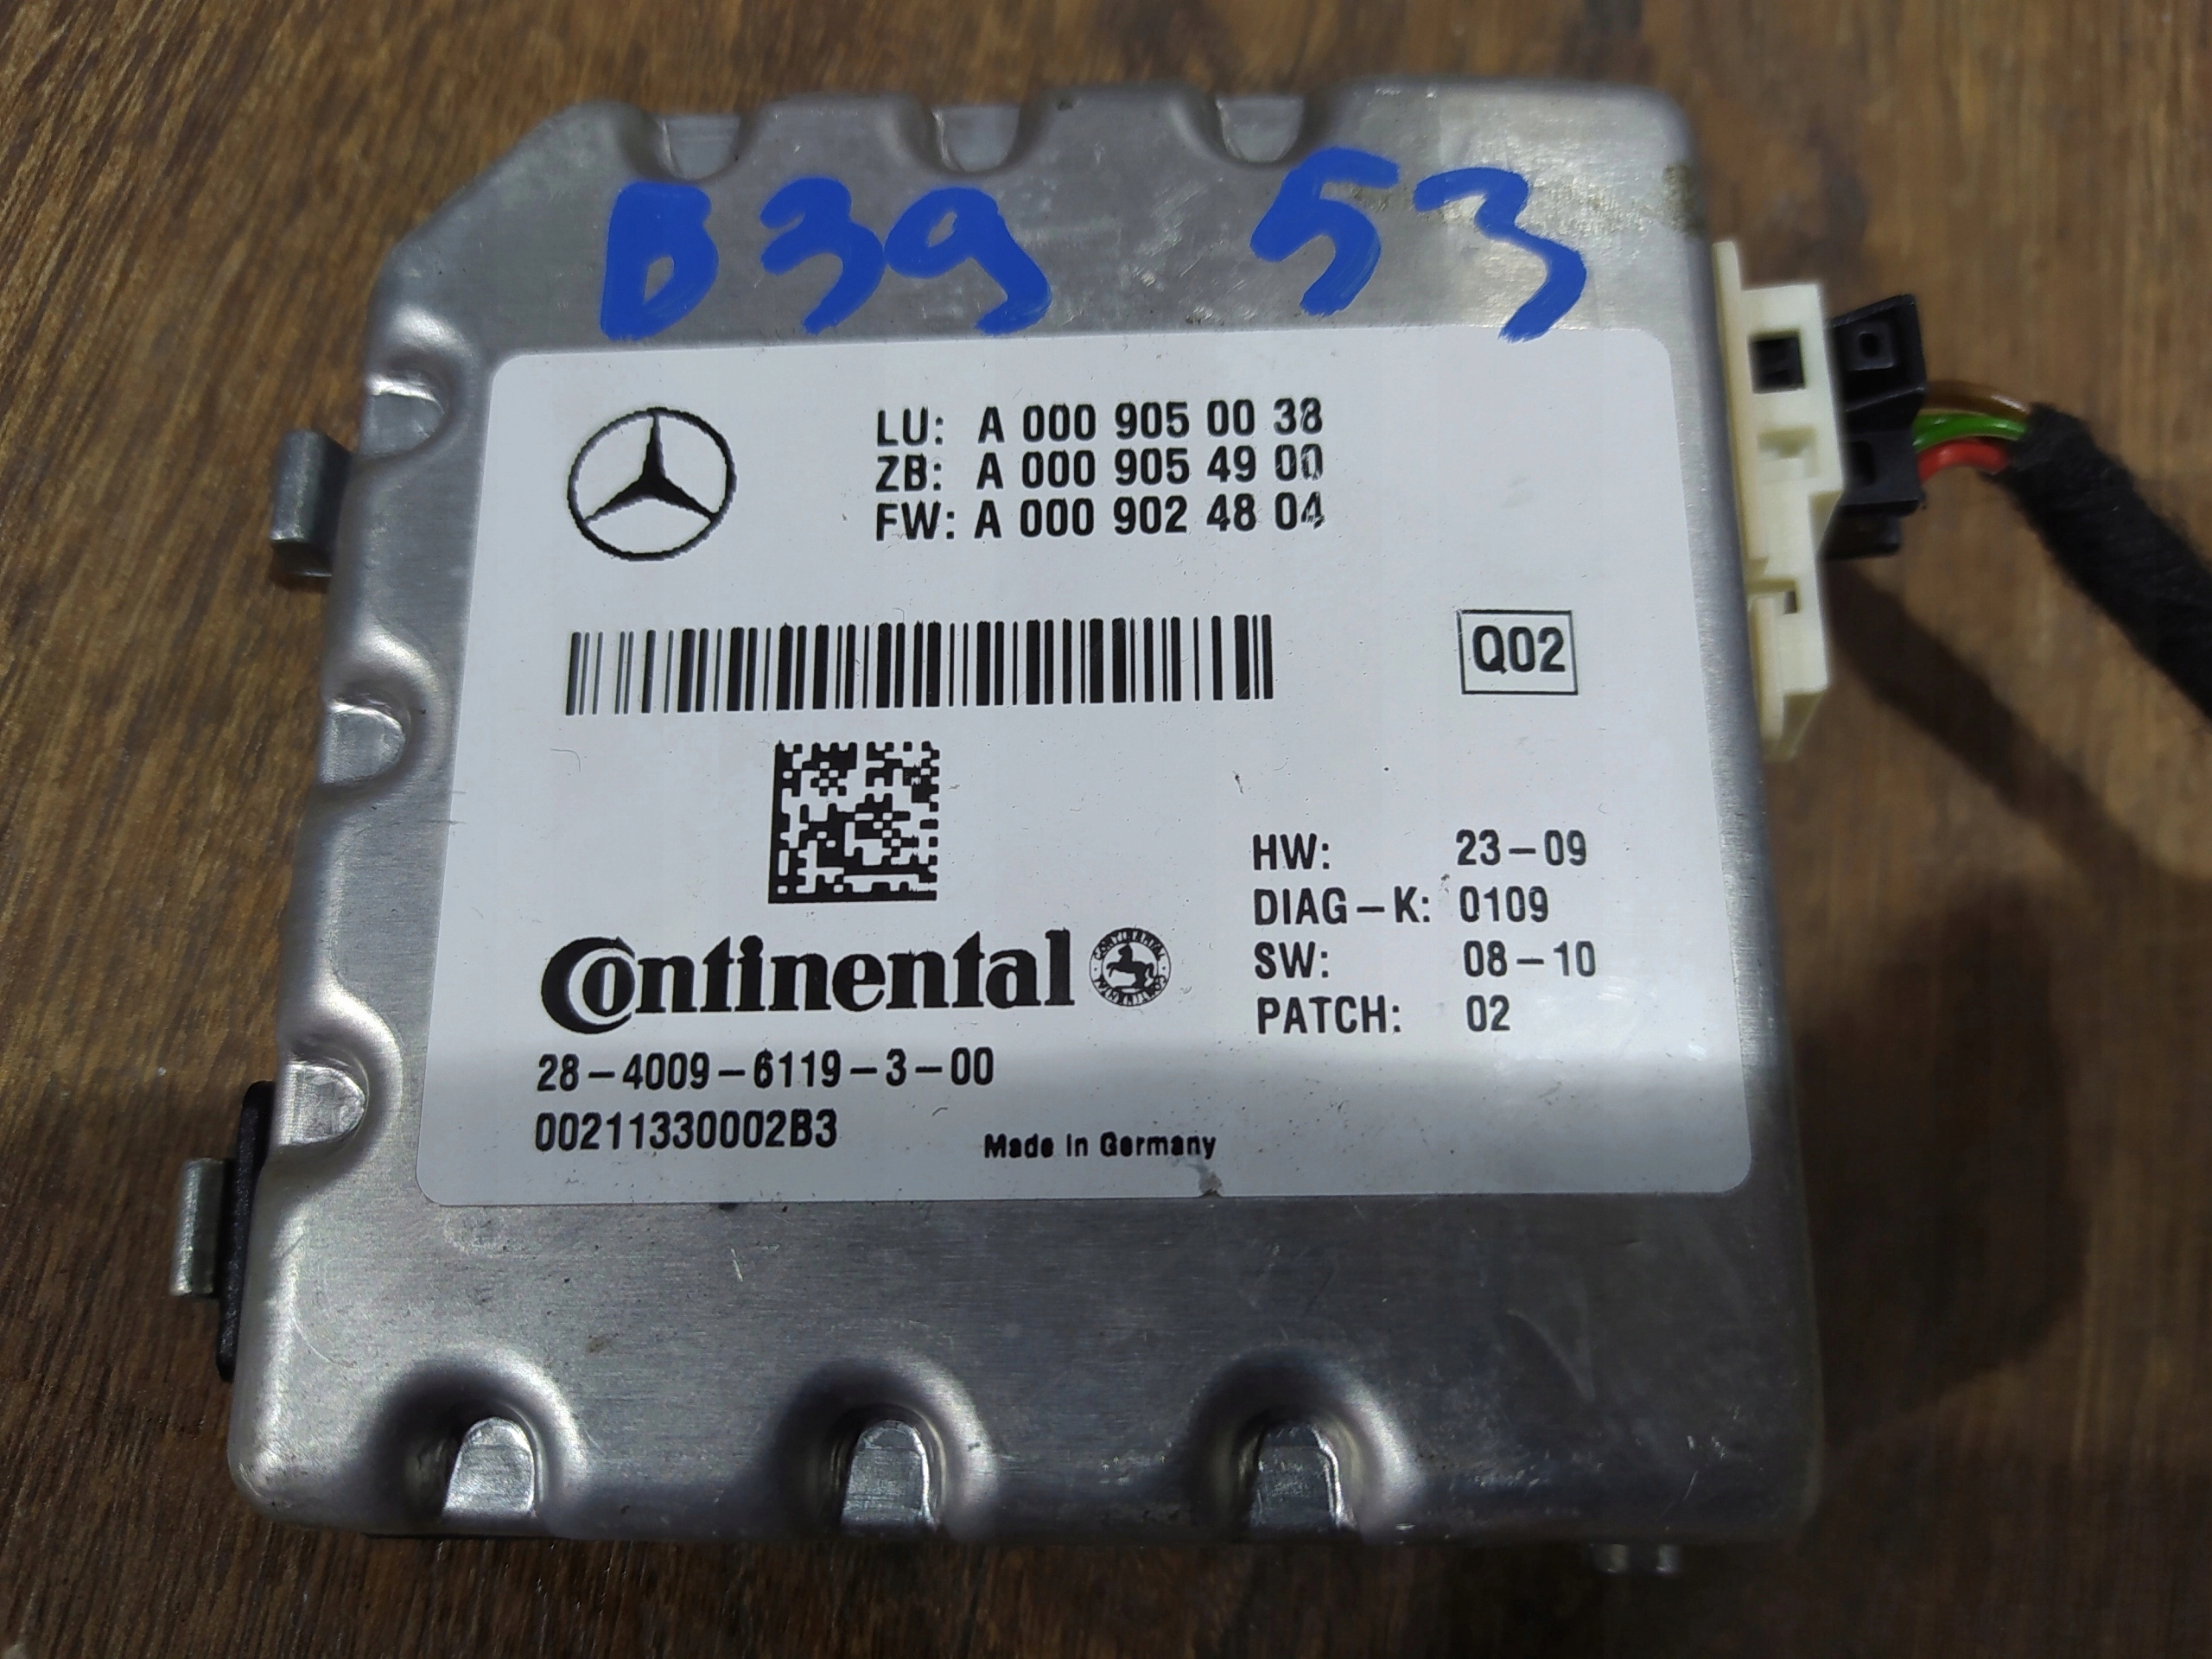 B39 53
LU: A 000 905 00 38
ZB: A 000 905 49 00
FW: A 000 902 48 04
Q02
HW: 23-09
DIAG-K: 0109
SW: 08-10
PATCH: 02
Continental
CONTINENTAL CONTINENTAL
28-4009-6119-3-00
00211330002B3
Made in Germany